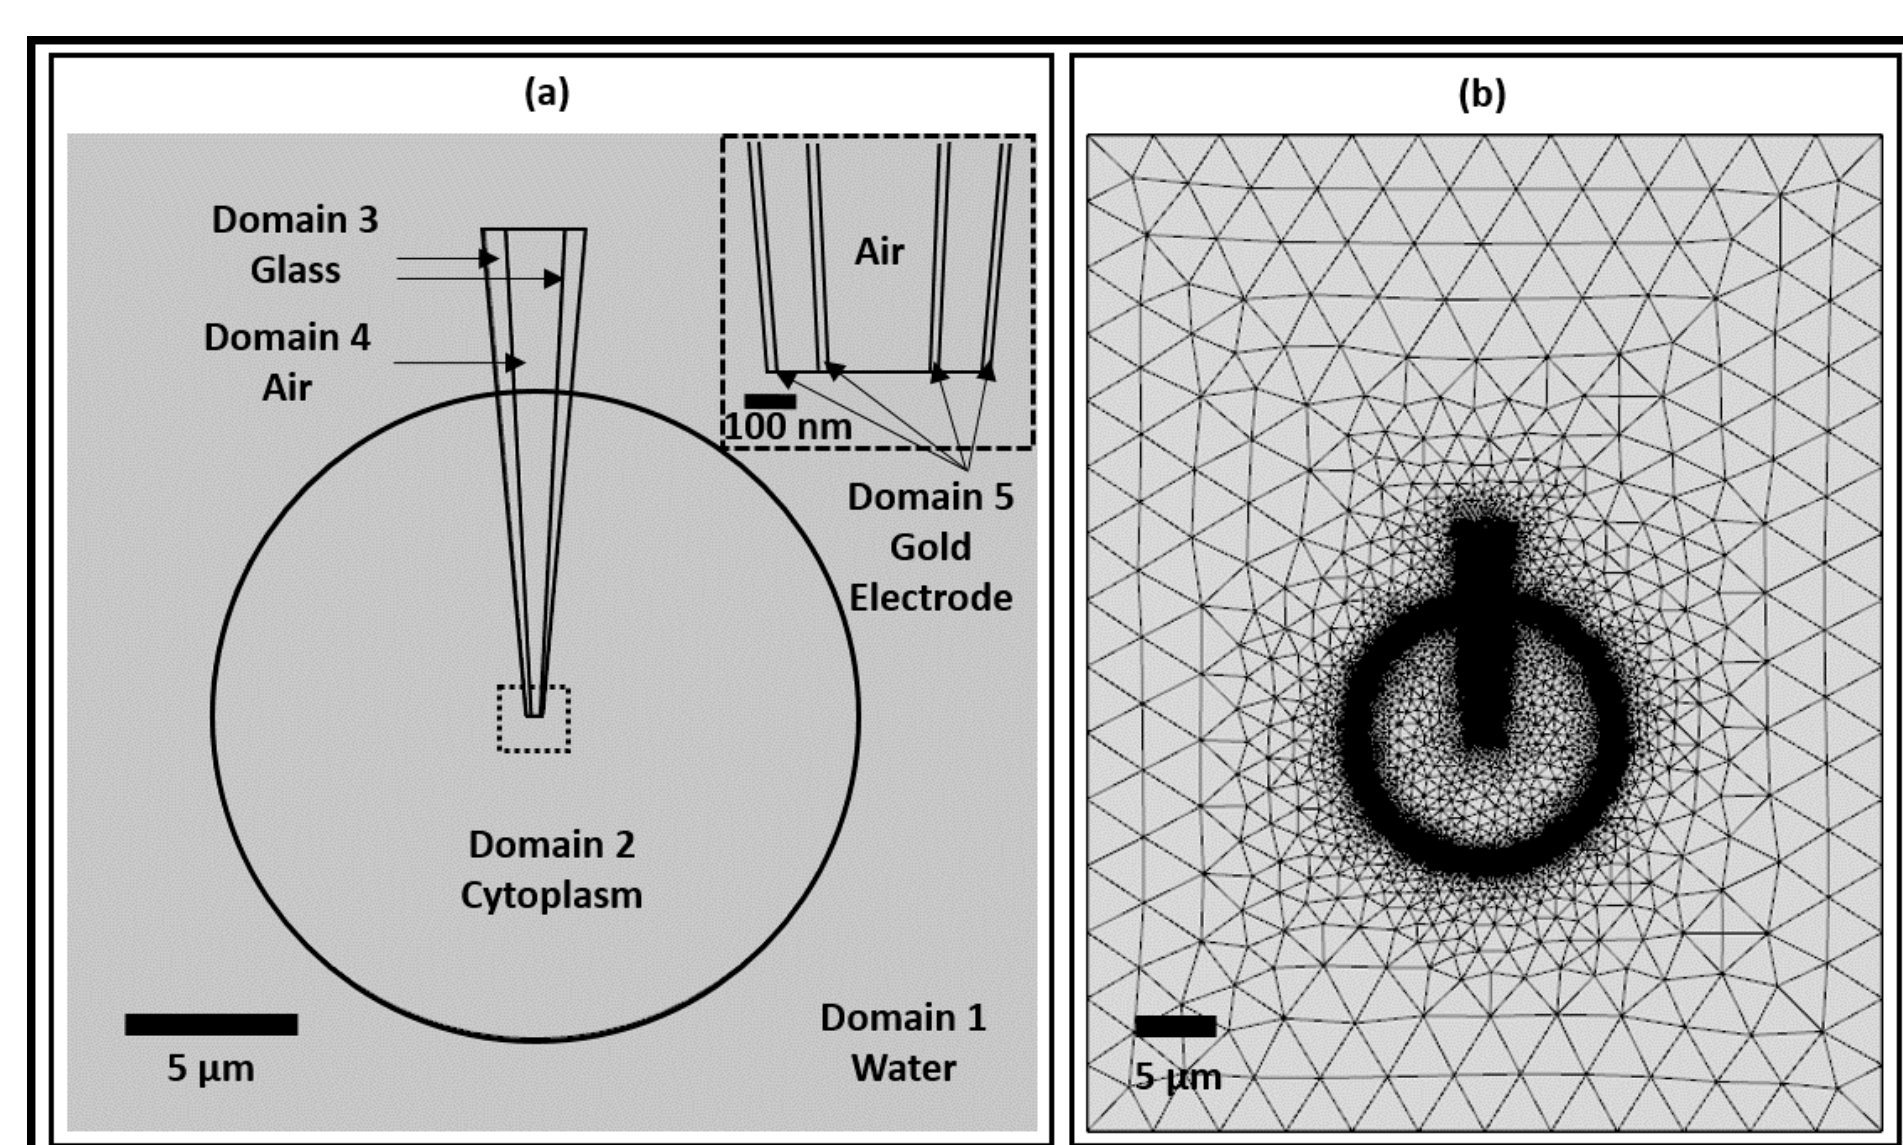 (a)
Domain 3
Glass
Domain 4
Air
Air
100 nm
Domain 5
Gold
Electrode
Domain 2
Cytoplasm
5 µm
Domain 1
Water
(b)
5 µm